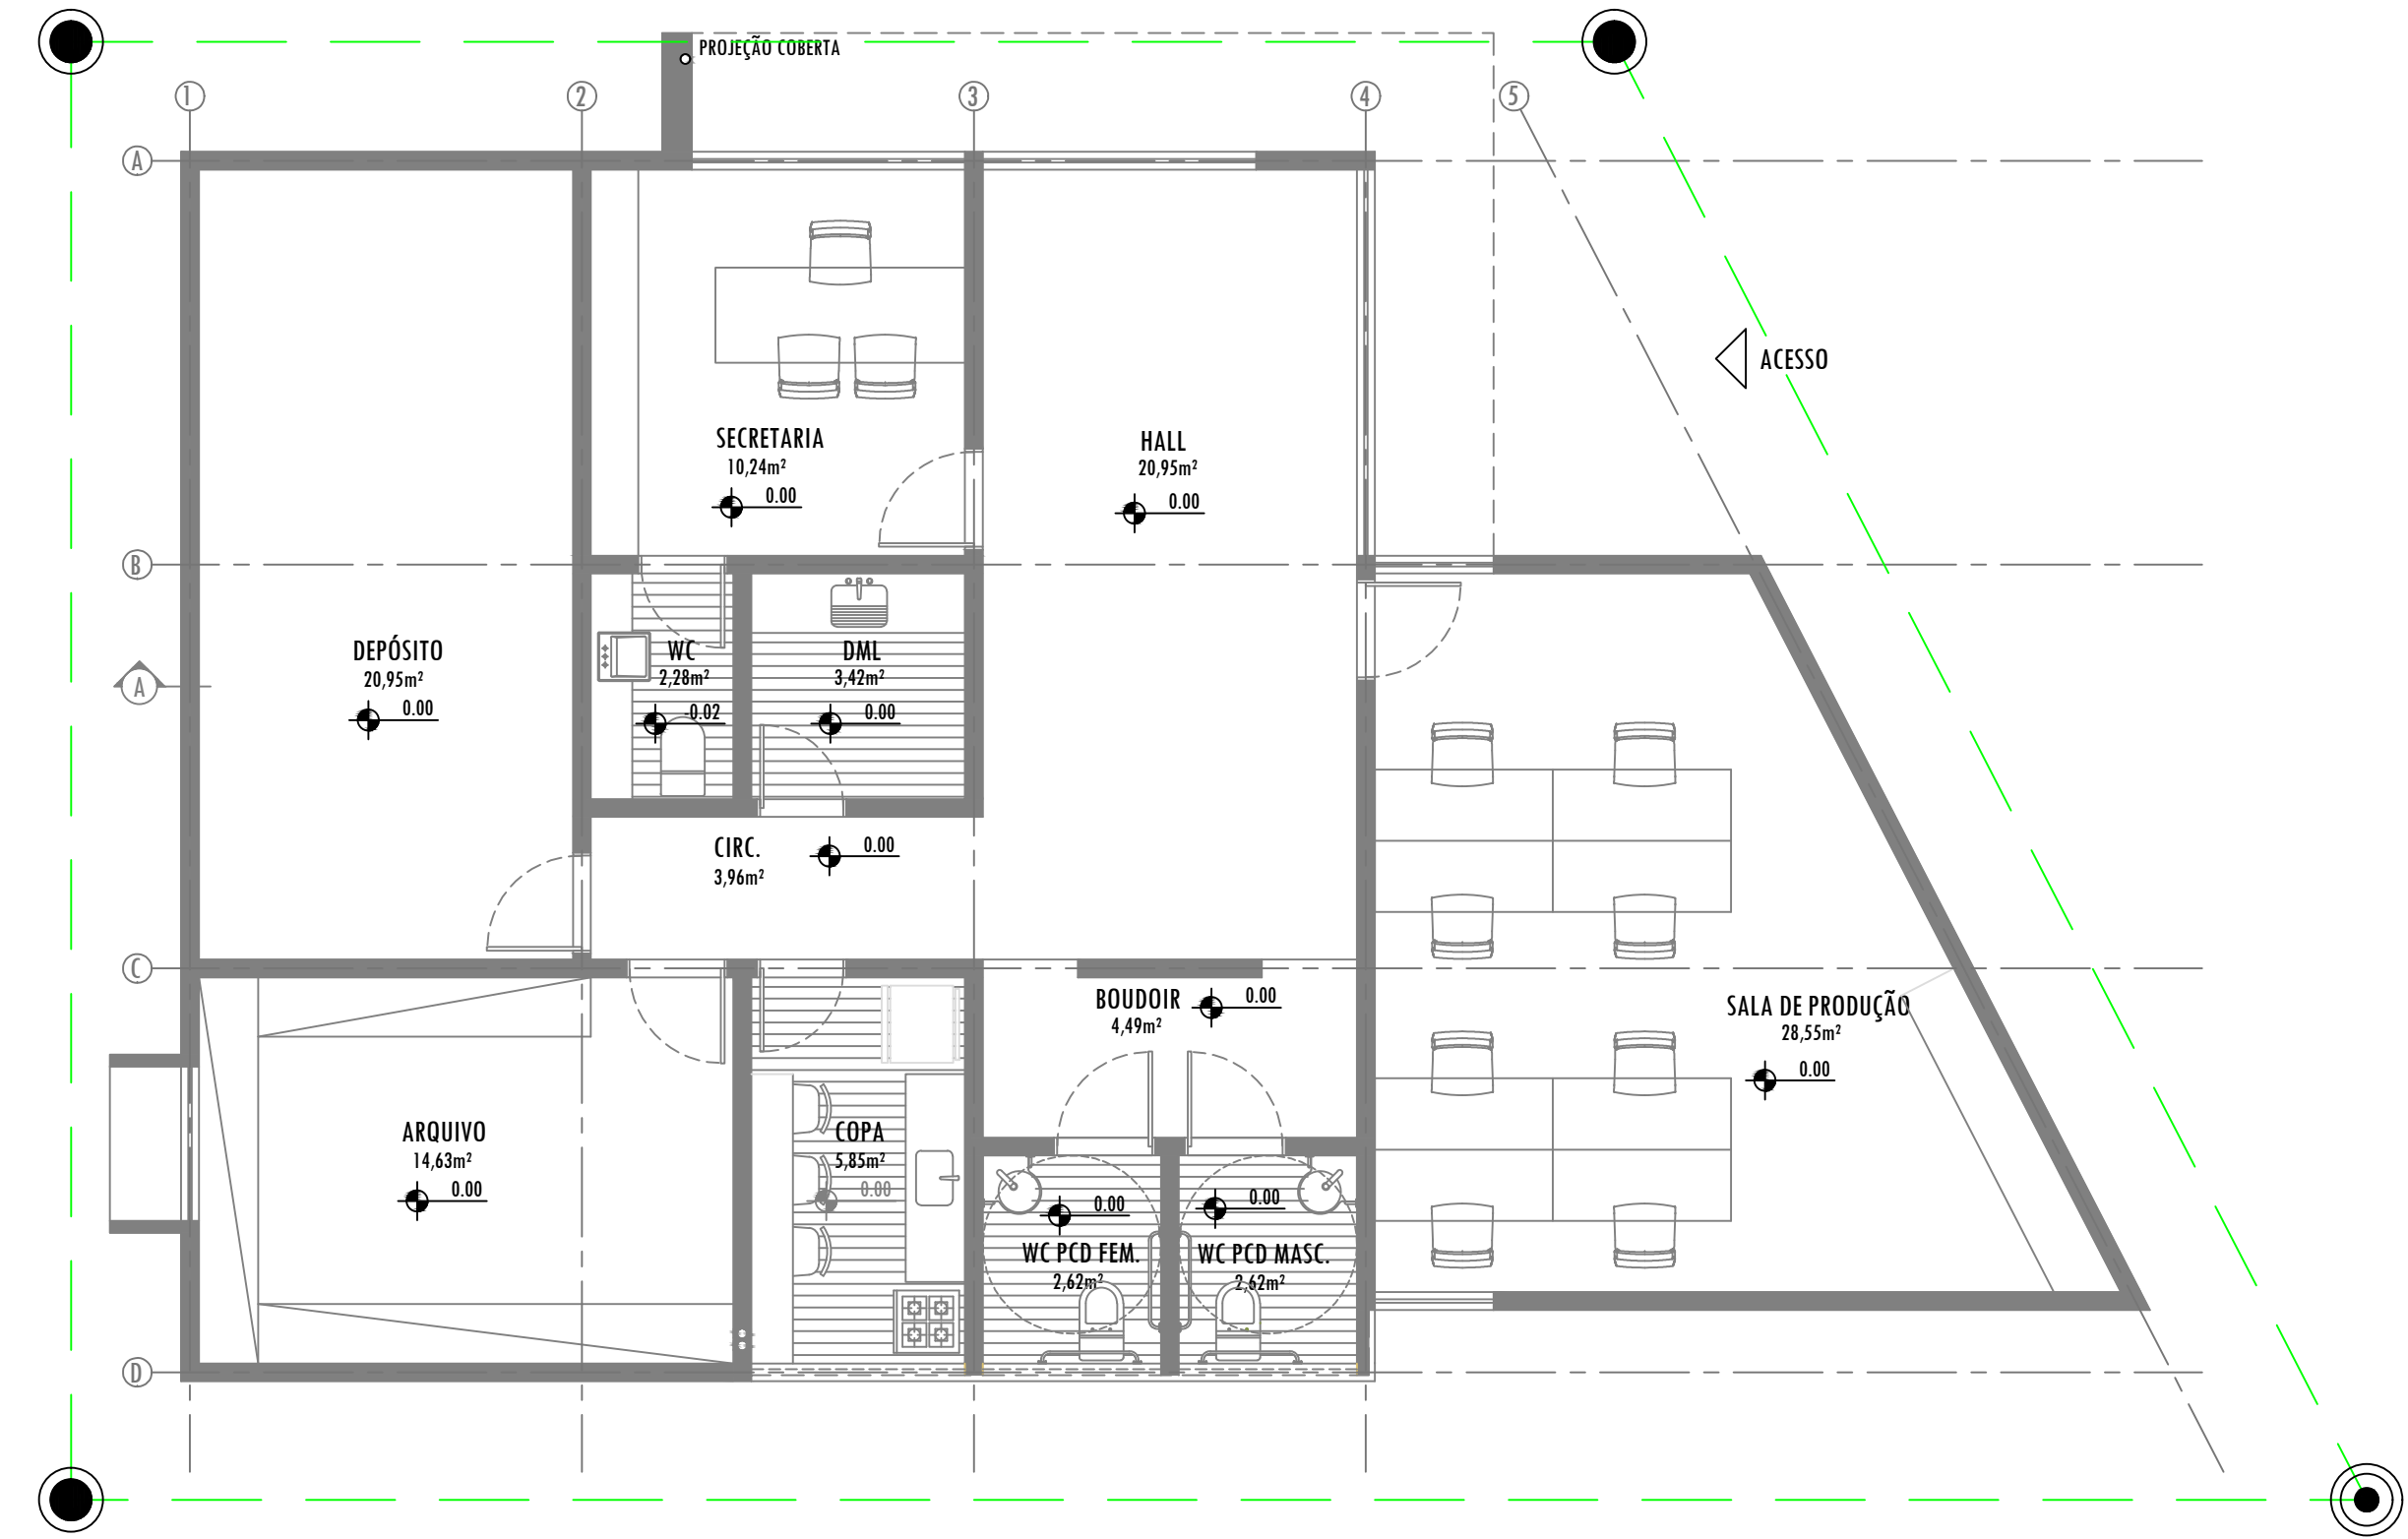 PROJEÇÃO COBERTA
1
2
3
4
5
A
ACESSO
SECRETARIA
10,24m²
0.00
HALL
20,95m²
0.00
B
DEPÓSITO
20,95m²
0.00
A
WC
2,28m²
-0.02
DML
3,42m²
0.00
CIRC.
3,96m²
0.00
C
BOUDOIR
4,49m²
0.00
SALA DE PRODUÇÃO
28,55m²
0.00
ARQUIVO
14,63m²
0.00
COPA
5,85m²
0.00
0.00
WC PCD FEM.
2,62m²
0.00
WC PCD MASC.
2,62m²
D